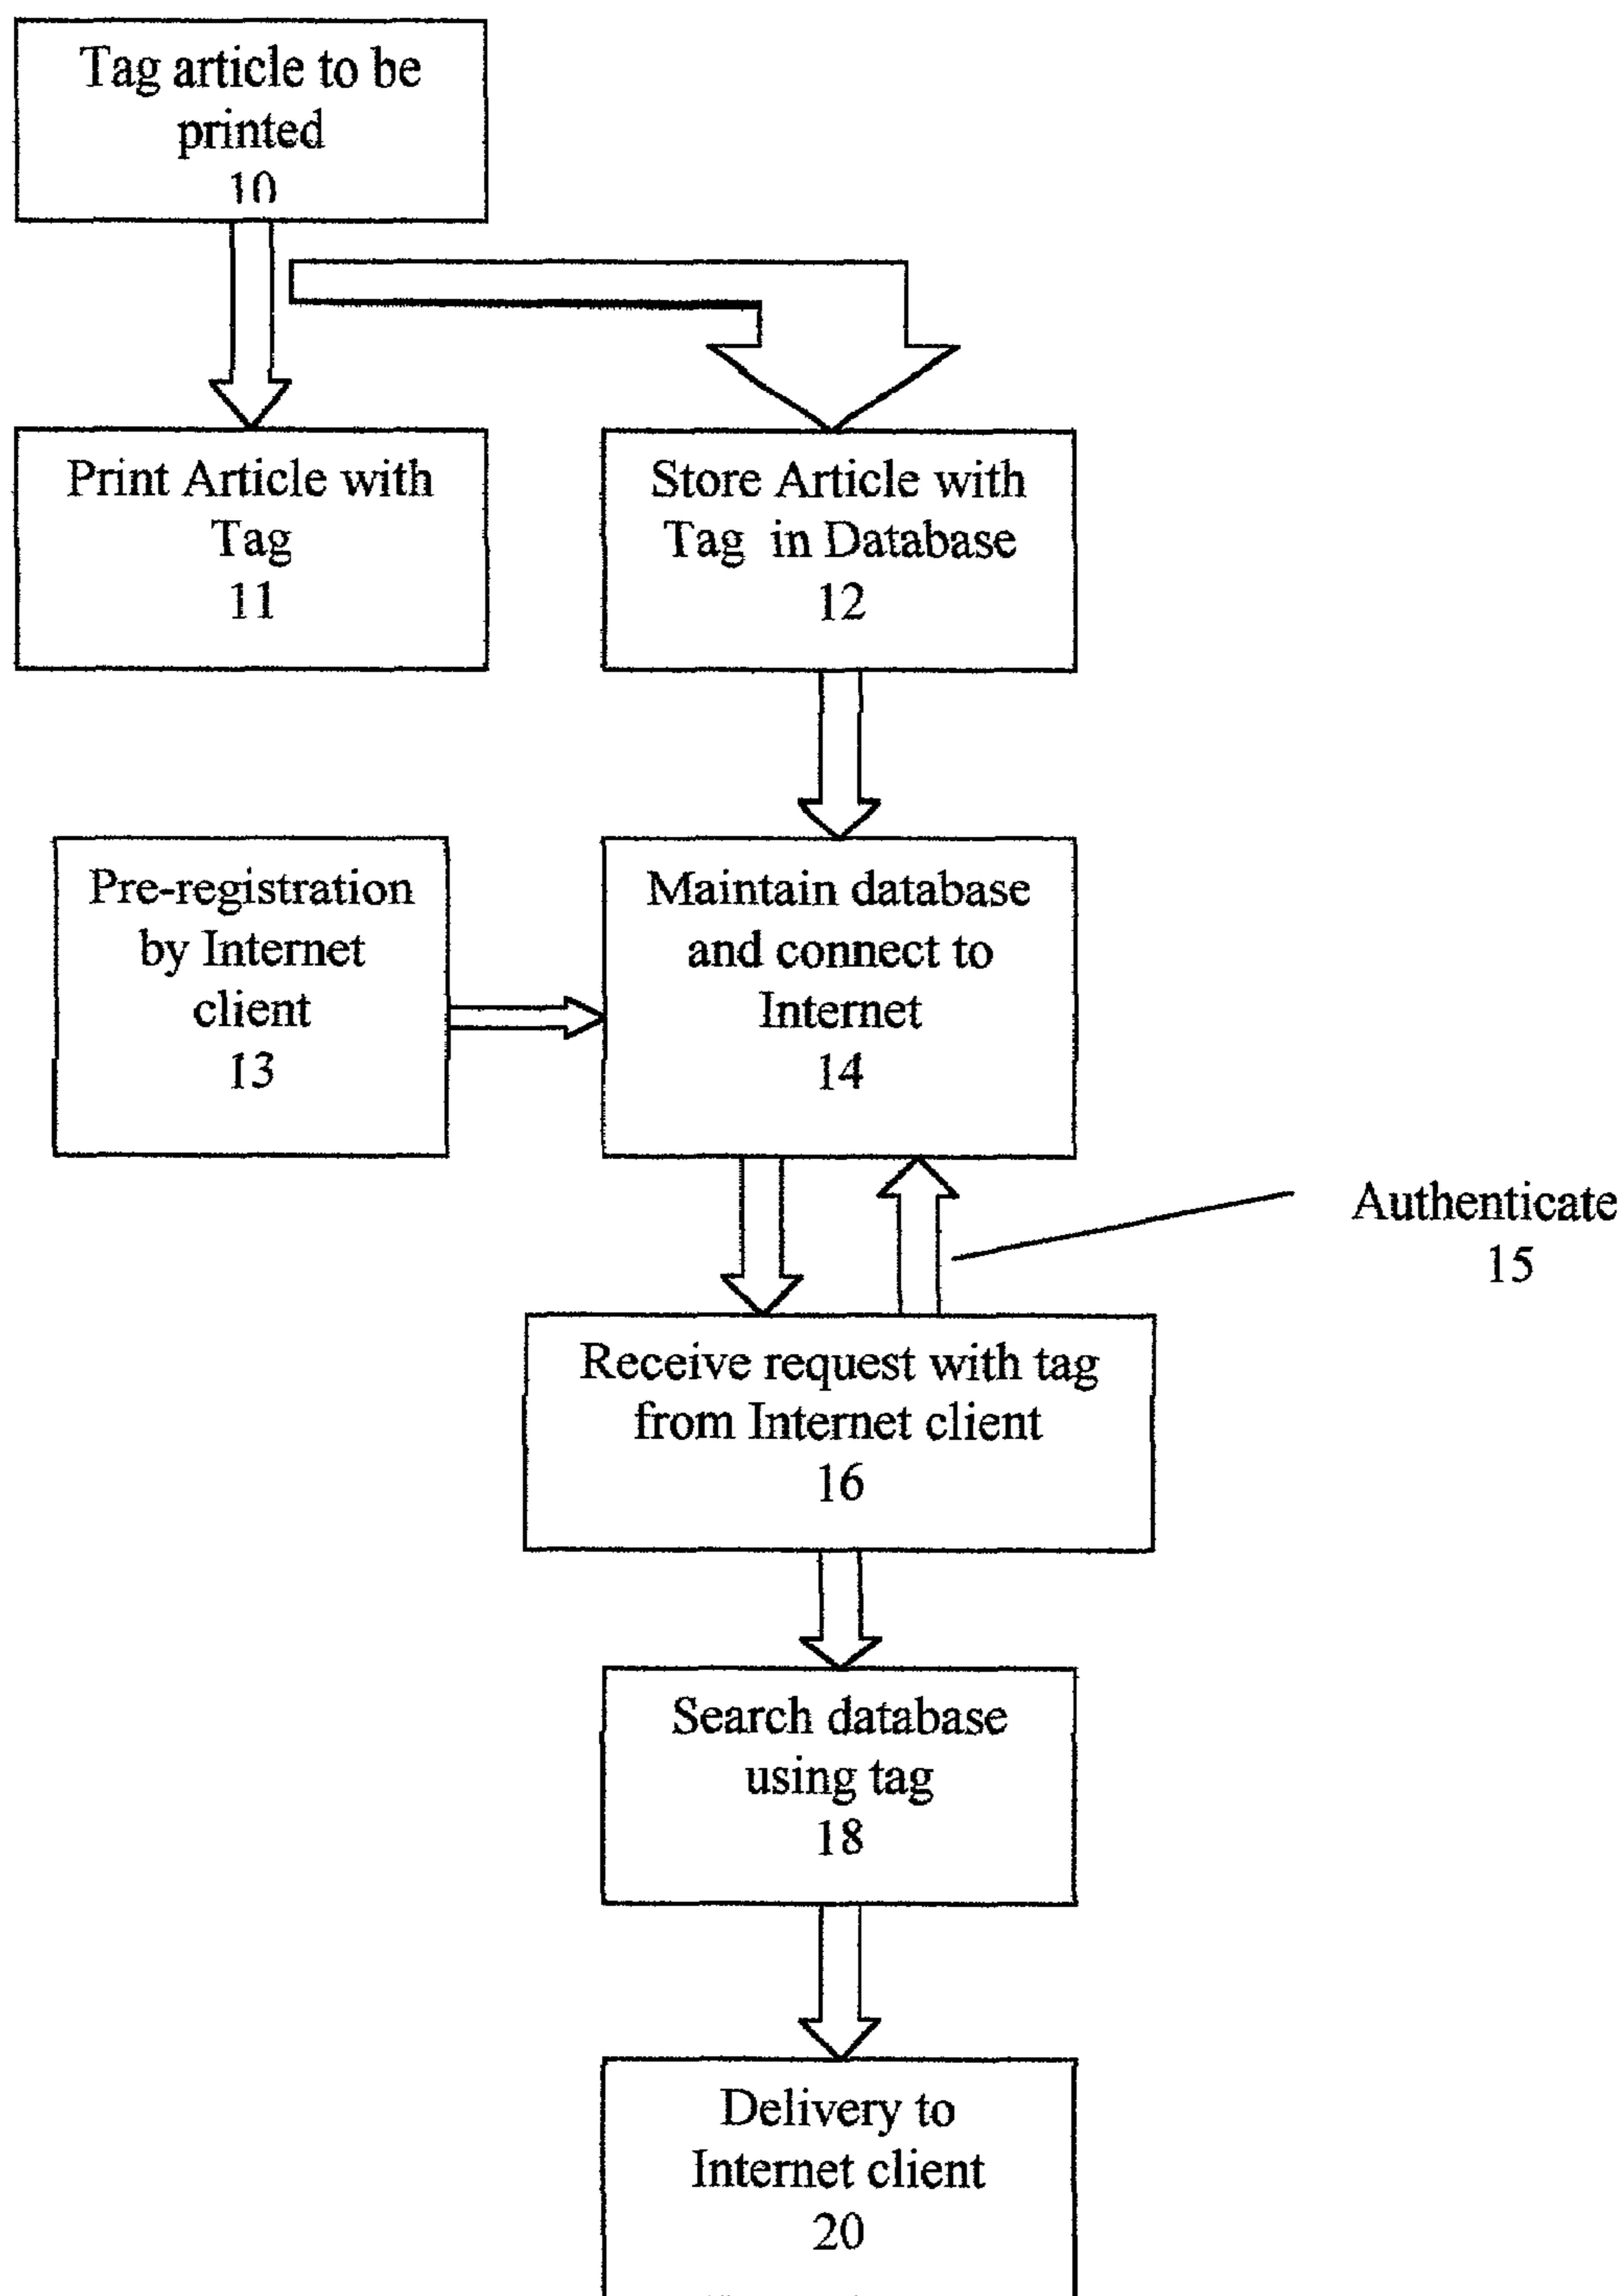 Tag article to be
printed
10
Print Article with
Tag
11
Store Article with
Tag in Database
12
Pre-registration
by Internet
client
13
Maintain database
and connect to
Internet
14
Authenticate
15
Receive request with tag
from Internet client
16
Search database
using tag
18
Delivery to
Internet client
20